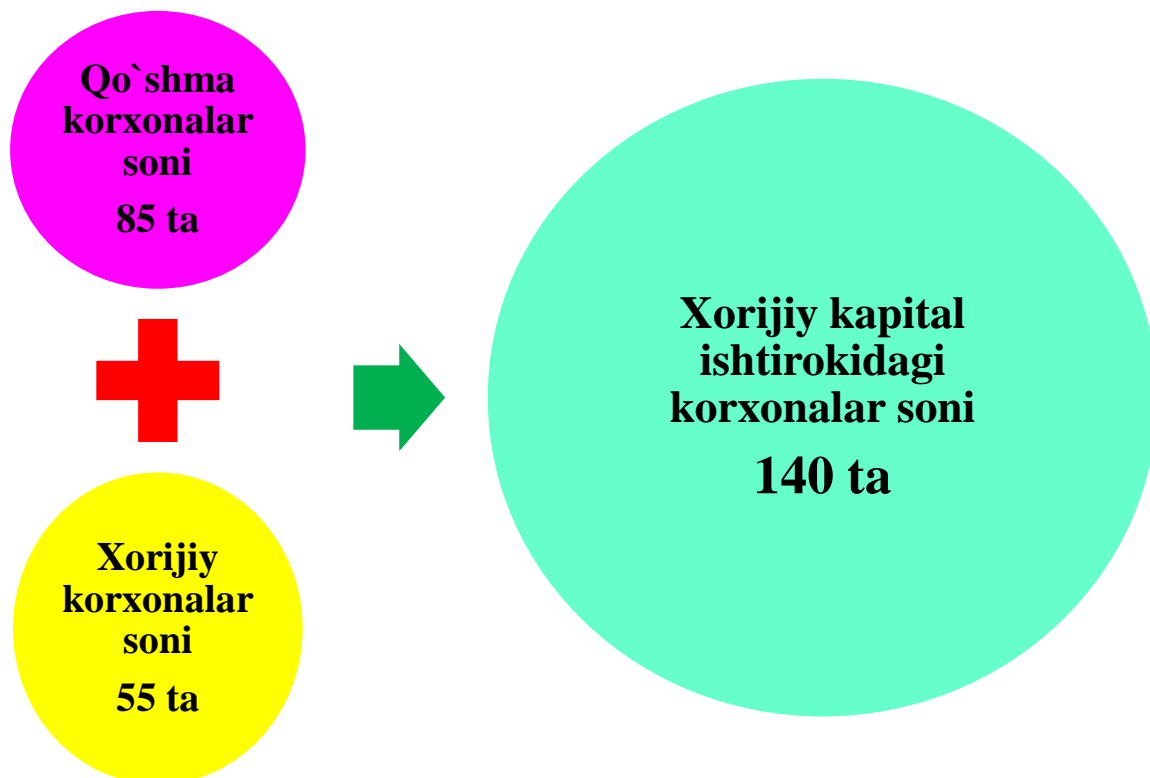 Qo`shma
korxonalar
soni
85 ta
Xorijiy
korxonalar
soni
55 ta
Xorijiy kapital
ishtirokidagi
korxonalar soni
140 ta